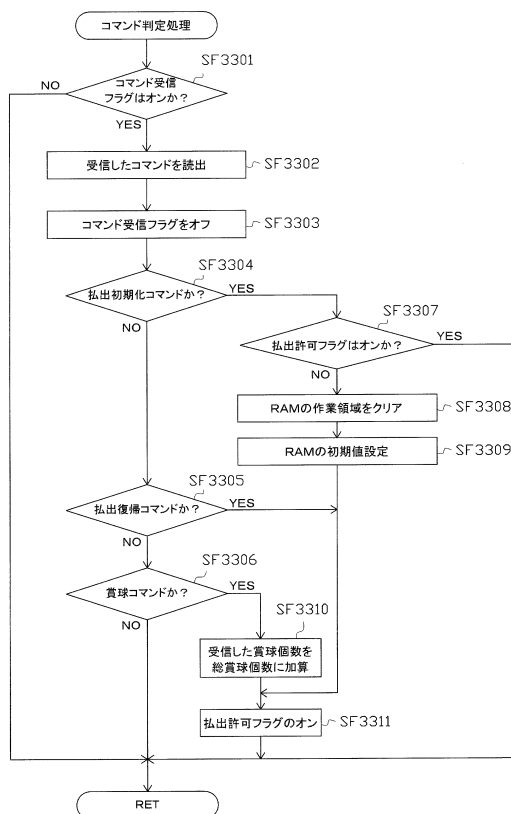 コマンド判定処理
SF3301
NO
コマンド受信
フラグはオンか？
YES
受信したコマンドを読出
SF3302
コマンド受信フラグをオフ
SF3303
SF3304
払出初期化コマンドか？
YES
NO
SF3307
払出許可フラグはオンか？
YES
NO
RAMの作業領域をクリア
SF3308
RAMの初期値設定
SF3309
SF3305
払出復帰コマンドか？
YES
NO
SF3306
賞球コマンドか？
YES
NO
SF3310
受信した賞球個数を
総賞球個数に加算
払出許可フラグのオン
SF3311
RET